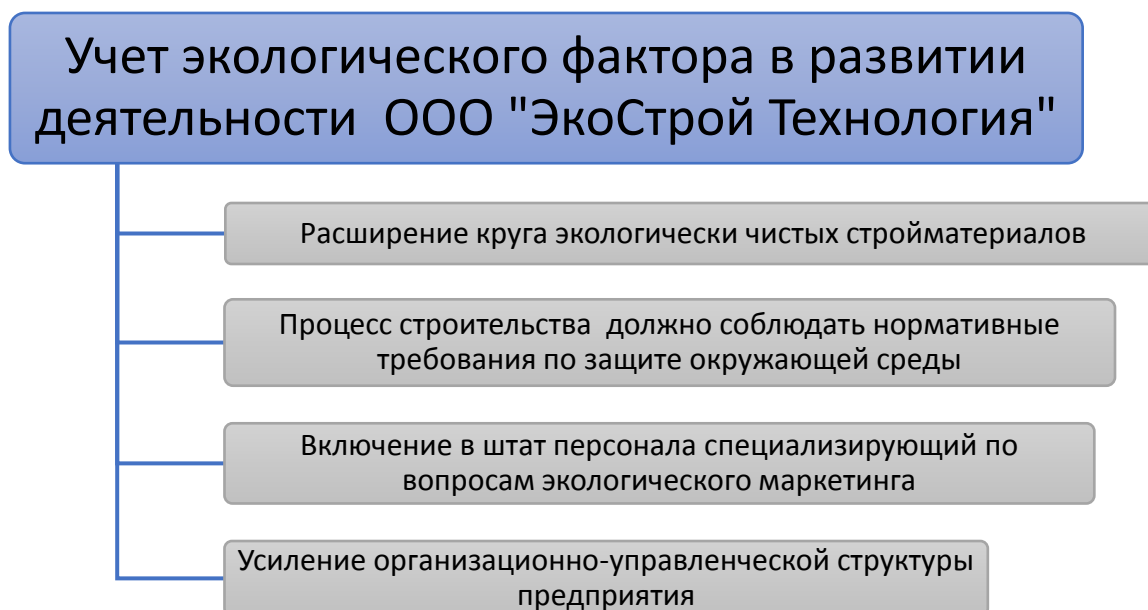 Учет экологического фактора в развитии
деятельности ООО "ЭкоСтрой Технология"
Расширение круга экологически чистых стройматериалов
Процесс строительства должно соблюдать нормативные
требования по защите окружающей среды
Включение в штат персонала специализирующий по
вопросам экологического маркетинга
Усиление организационно-управленческой структуры
предприятия